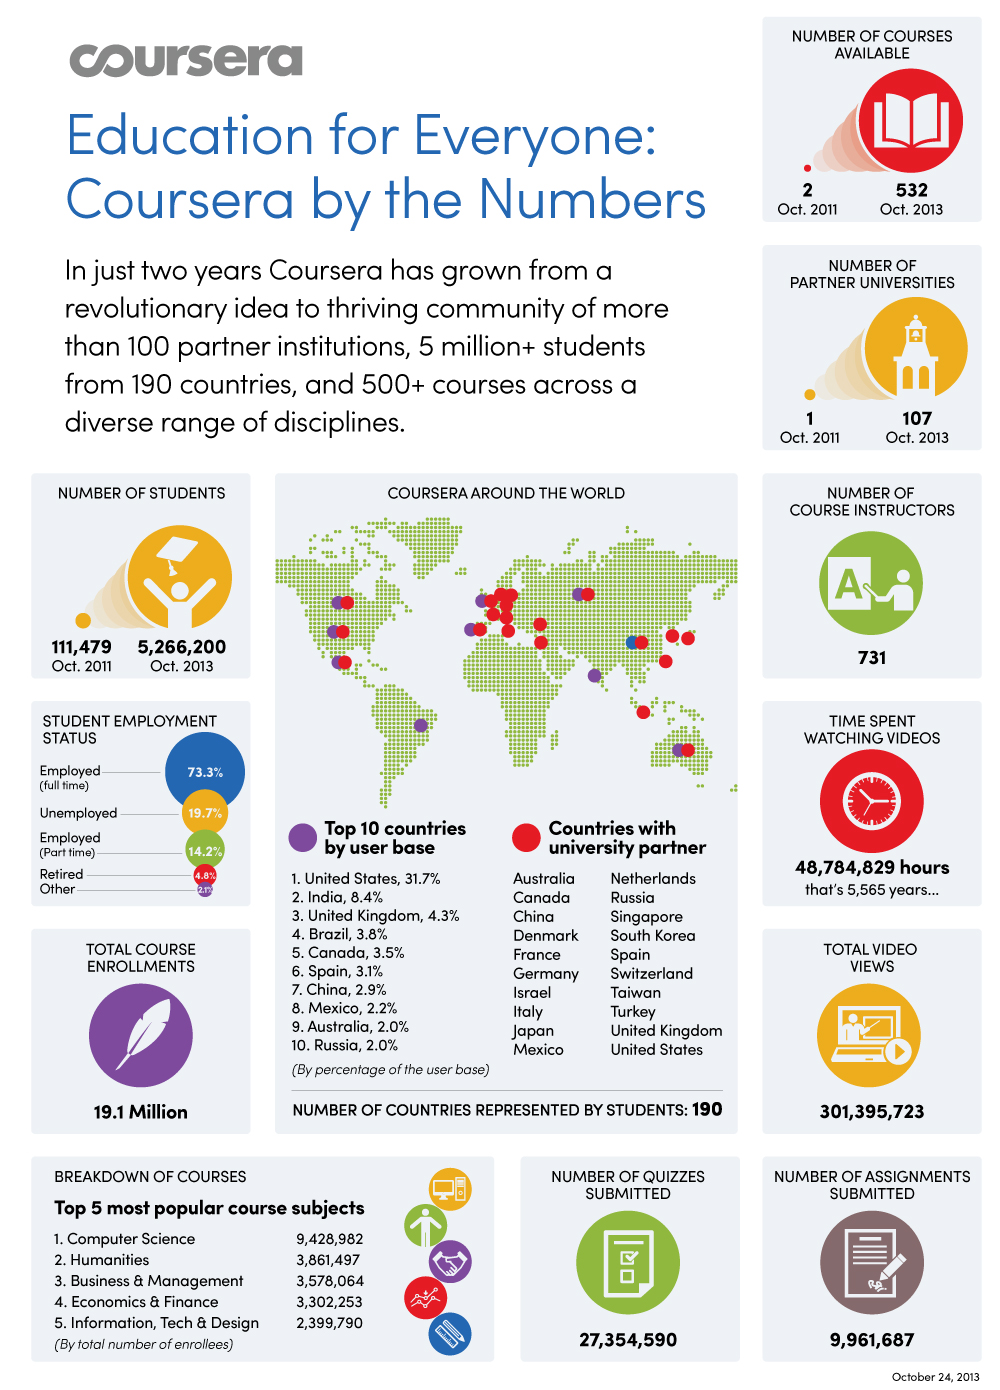 coursera
Education for Everyone:
Coursera by the Numbers
In just two years Coursera has grown from a
revolutionary idea to thriving community of more
than 100 partner institutions, 5 million+ students
from 190 countries, and 500+ courses across a
diverse range of disciplines.
NUMBER OF COURSES
AVAILABLE
2
Oct. 2011
532
Oct. 2013
NUMBER OF
PARTNER UNIVERSITIES
1
Oct. 2011
107
Oct. 2013
NUMBER OF STUDENTS
111,479
Oct. 2011
5,266,200
Oct. 2013
STUDENT EMPLOYMENT
STATUS
Employed
(full time)
73.3%
Unemployed
19.7%
Employed
(Part time)
14.2%
Retired
4.8%
Other
2.1%
TOTAL COURSE
ENROLLMENTS
19.1 Million
COURSERA AROUND THE WORLD
Top 10 countries
by user base
1. United States, 31.7%
2. India, 8.4%
3. United Kingdom, 4.3%
4. Brazil, 3.8%
5. Canada, 3.5%
6. Spain, 3.1%
7. China, 2.9%
8. Mexico, 2.2%
9. Australia, 2.0%
10. Russia, 2.0%
(By percentage of the user base)
Countries with
university partner
Australia
Canada
China
Denmark
France
Germany
Israel
Italy
Japan
Mexico
Netherlands
Russia
Singapore
South Korea
Spain
Switzerland
Taiwan
Turkey
United Kingdom
United States
NUMBER OF COUNTRIES REPRESENTED BY STUDENTS: 190
NUMBER OF
COURSE INSTRUCTORS
A
731
TIME SPENT
WATCHING VIDEOS
48,784,829 hours
that's 5,565 years...
TOTAL VIDEO
VIEWS
301,395,723
BREAKDOWN OF COURSES
Top 5 most popular course subjects
1. Computer Science 9,428,982
2. Humanities 3,861,497
3. Business & Management 3,578,064
4. Economics & Finance 3,302,253
5. Information, Tech & Design 2,399,790
(By total number of enrollees)
NUMBER OF QUIZZES
SUBMITTED
27,354,590
NUMBER OF ASSIGNMENTS
SUBMITTED
9,961,687
October 24, 2013